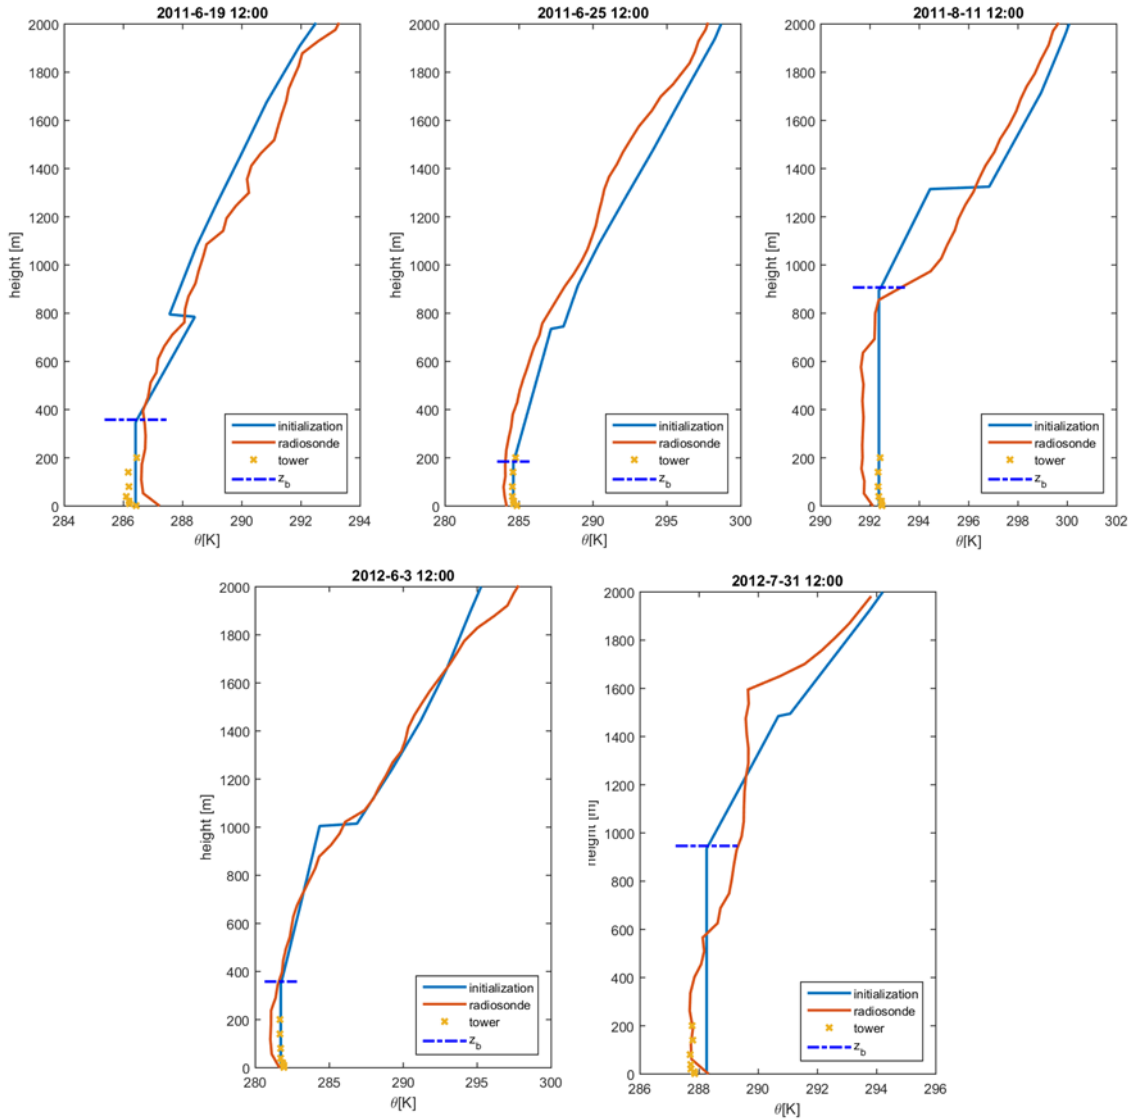 2011-6-19 12:00
2000
1800
1600
1400
1200
1000
800
600
400
200
0
height [m]
284 286 288 290 292 294
θ[K]
initialization
radiosonde
tower
z_b
2011-6-25 12:00
2000
1800
1600
1400
1200
1000
800
600
400
200
0
height [m]
280 285 290 295 300
θ[K]
initialization
radiosonde
tower
z_b
2011-8-11 12:00
2000
1800
1600
1400
1200
1000
800
600
400
200
0
height [m]
290 292 294 296 298 300 302
θ[K]
initialization
radiosonde
tower
z_b
2012-6-3 12:00
2000
1800
1600
1400
1200
1000
800
600
400
200
0
height [m]
280 285 290 295 300
θ[K]
initialization
radiosonde
tower
z_b
2012-7-31 12:00
2000
1800
1600
1400
1200
1000
800
600
400
200
0
height [m]
286 288 290 292 294 296
θ[K]
initialization
radiosonde
tower
z_b